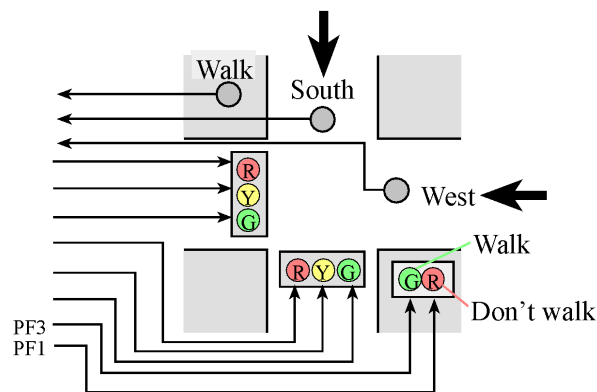 Walk
South
R
Y
G
West
R Y G
G R
Walk
Don't walk
PF3
PF1